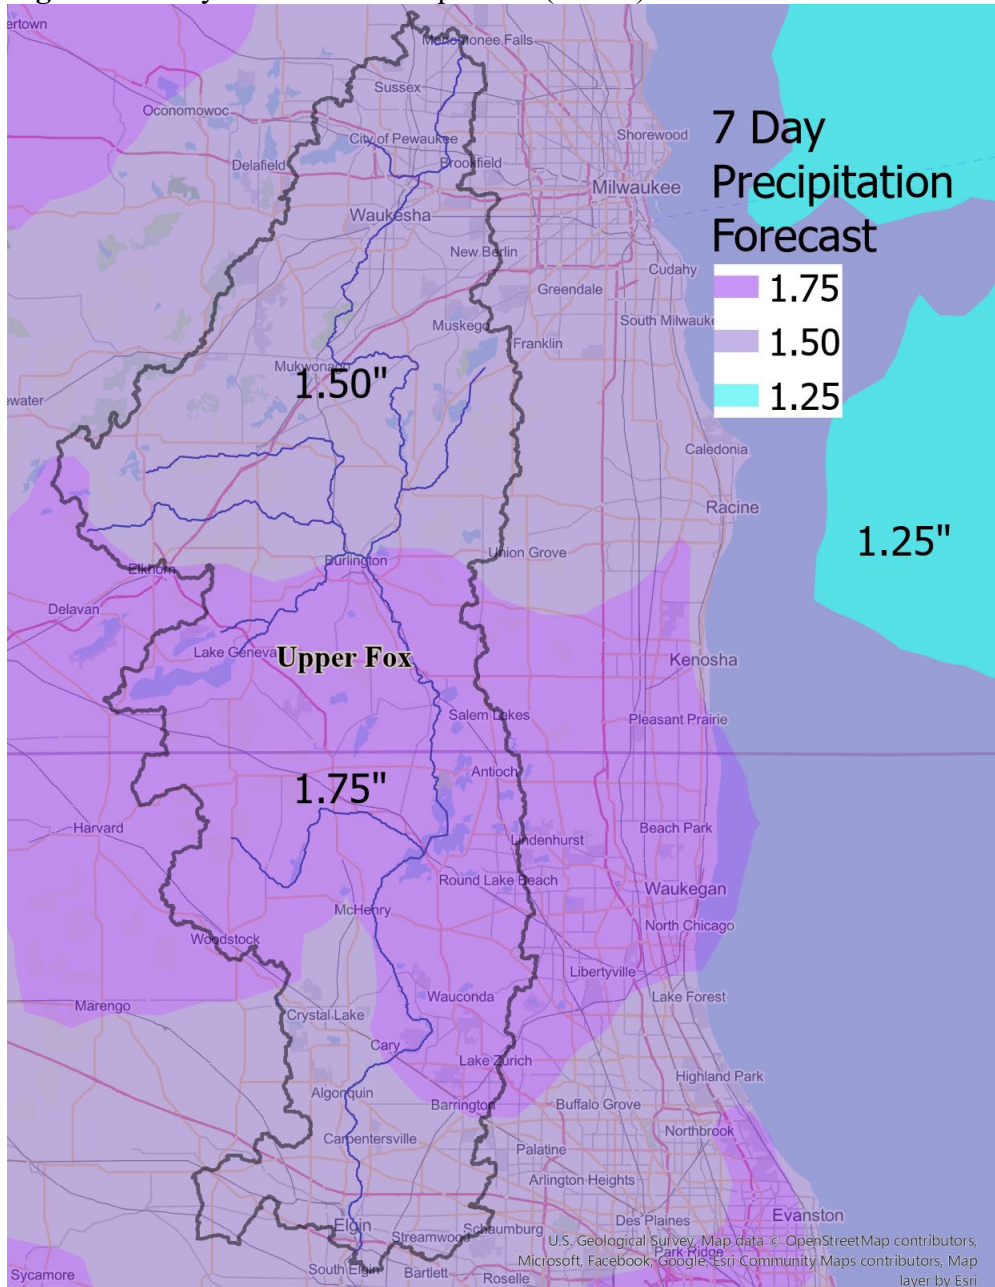 ertown
Menomonee Falls
Sussex
Oconomowoc
City of Pewaukee
Shorewood
Delafield
Brookfield
Milwaukee
Waukesha
7 Day
Precipitation
Forecast
1.75
1.50
1.25
New Berlin
Cudahy
Greendale
South Milwauke
Muskego
Franklin
Mukwonago
1.50"
ewater
Caledonia
Racine
1.25"
Union Grove
Burlington
Elkhorn
Delavan
Lake Geneva
Upper Fox
Kenosha
Salem Lakes
Pleasant Prairie
Antioch
1.75"
Harvard
Beach Park
Lindenhurst
Round Lake Beach
Waukegan
McHenry
North Chicago
Woodstock
Libertyville
Marengo
Wauconda
Lake Forest
Crystal Lake
Cary
Lake Zurich
Highland Park
Algonquin
Barrington
Buffalo Grove
Northbrook
Carpentersville
Palatine
Arlington Heights
Elgin
Streamwood
Schaumburg
Des Plaines
Evanston
Park Ridge
South Elgin
Bartlett
Roselle
Sycamore
U.S. Geological Survey, Map data © OpenStreetMap contributors,
Microsoft, Facebook, Google, Esri Community Maps contributors, Map
layer by Esri